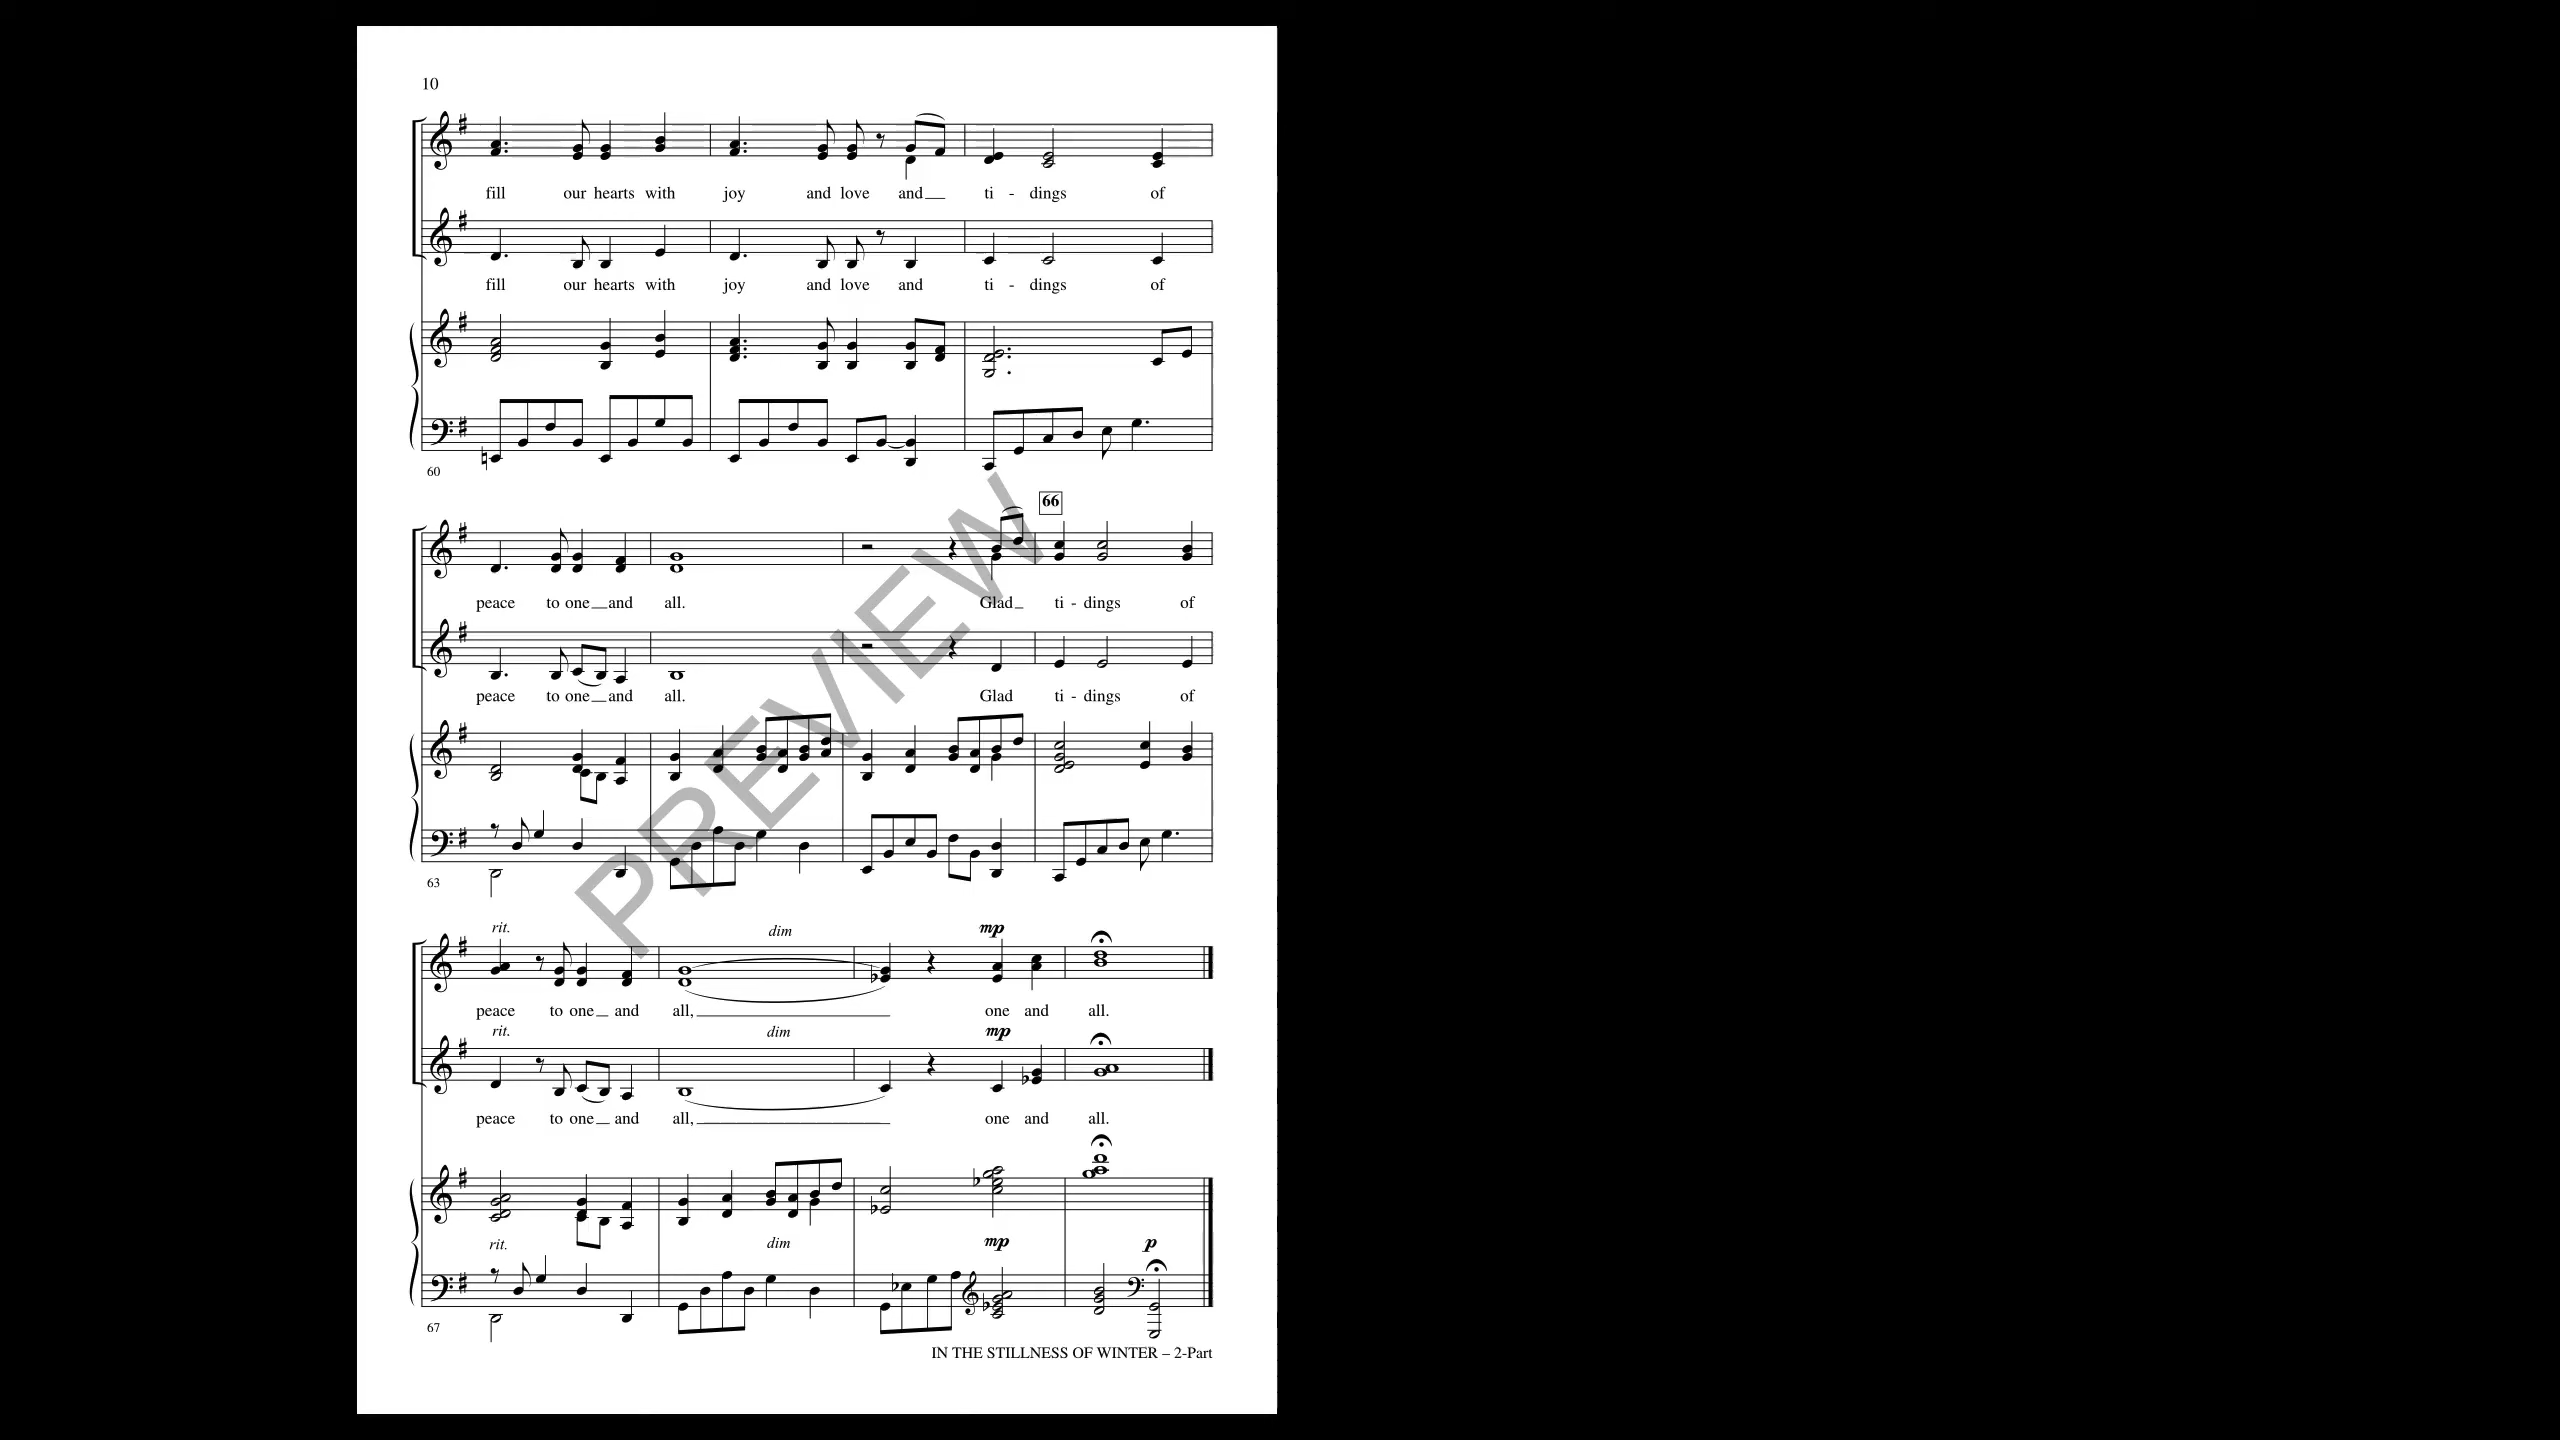 10
fill our hearts with joy and love and ti - dings of
fill our hearts with joy and love and ti - dings of
60
66
peace to one and all. Glad ti - dings of
peace to one and all. Glad ti - dings of
63
PREVIEW
rit. dim mp
peace to one and all, one and all.
rit. dim mp
peace to one and all, one and all.
rit. dim mp p
67
IN THE STILLNESS OF WINTER – 2-Part